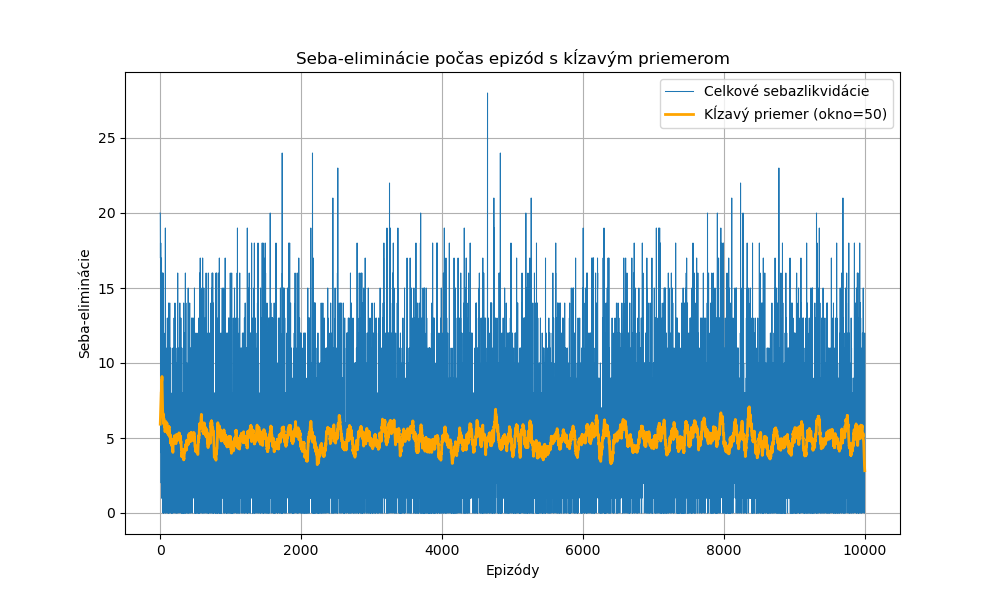 Seba-eliminácie počas epizód s kĺzavým priemerom
Celkové sebazlikvidácie
Kĺzavý priemer (okno=50)
Seba-eliminácie
25
20
15
10
5
0
0 2000 4000 6000 8000 10000
Epizódy